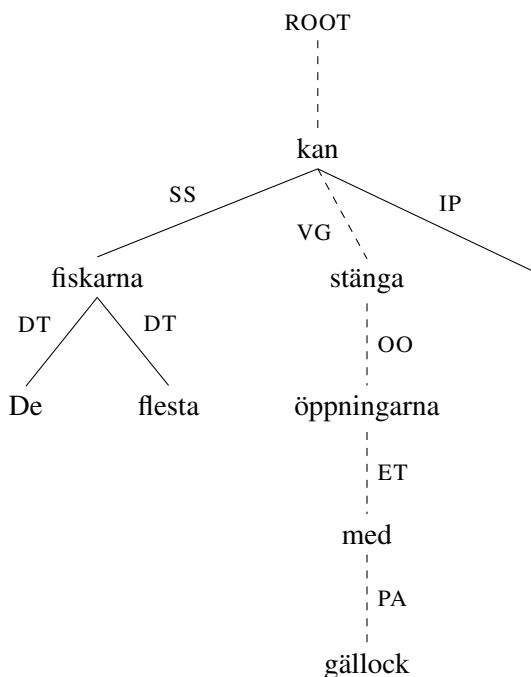 ROOT
kan
SS
VG
IP
fiskarna
stänga
DT
DT
OO
De
flesta
öppningarna
ET
med
PA
gällock